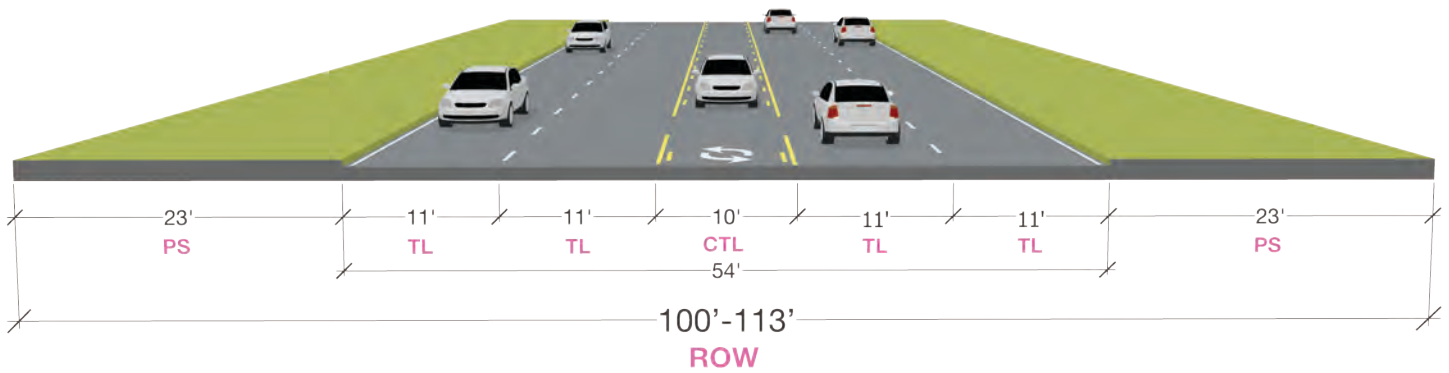 23' 11' 11' 10' 11' 11' 23'
PS TL TL CTL TL TL PS
54'
100’-113’
ROW